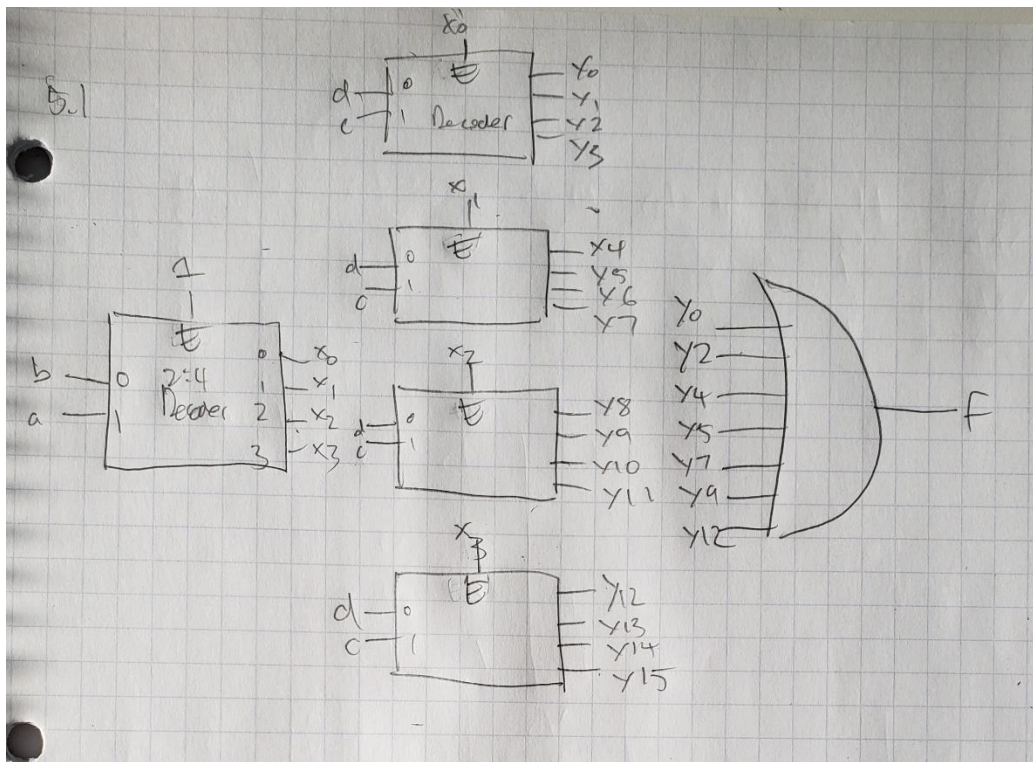 5.1
x0
d 0 E y0
c 1 Decoder y1
y2
y3
x1
d 0 E y4
c 1 y5
y6
y7
1
E
b 0 2:4 0 x0
a 1 Decoder 1 x1
2 x2
3 x3
x2
d 0 E y8
c 1 y9
y10
y11
x3
d 0 E y12
c 1 y13
y14
y15
y0
y2
y4
y5
y7
y9
y12
F